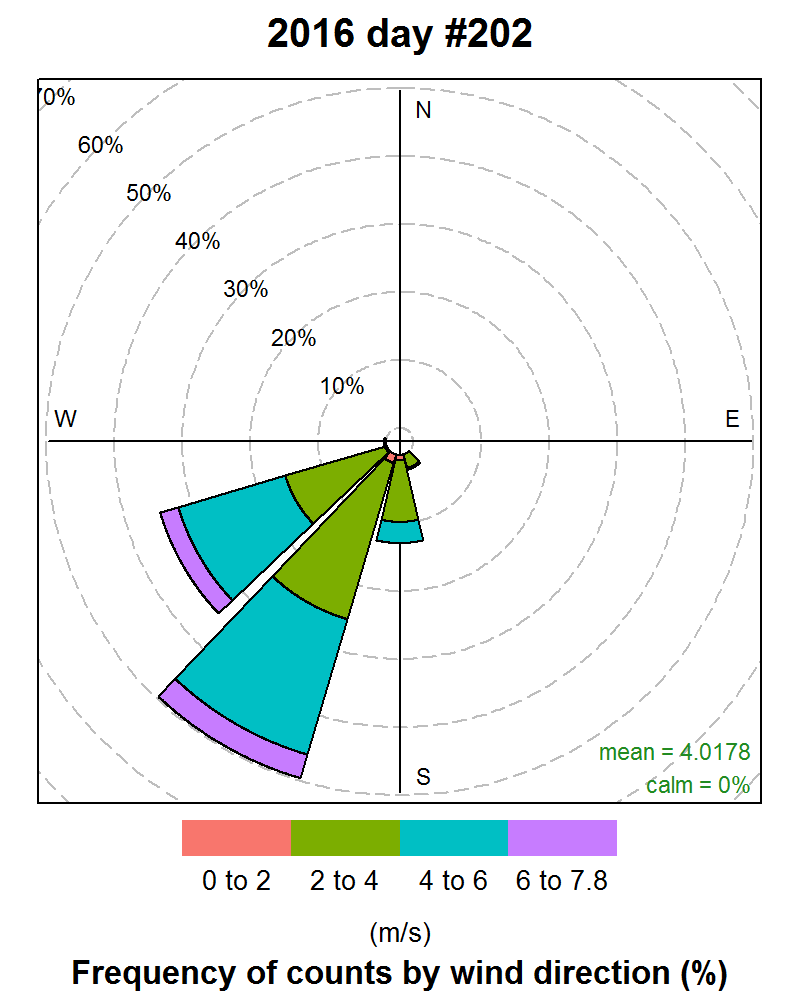 2016 day #202
70%
N
60%
50%
40%
30%
20%
10%
W
E
S
mean = 4.0178
calm = 0%
0 to 2 2 to 4 4 to 6 6 to 7.8
(m/s)
Frequency of counts by wind direction (%)